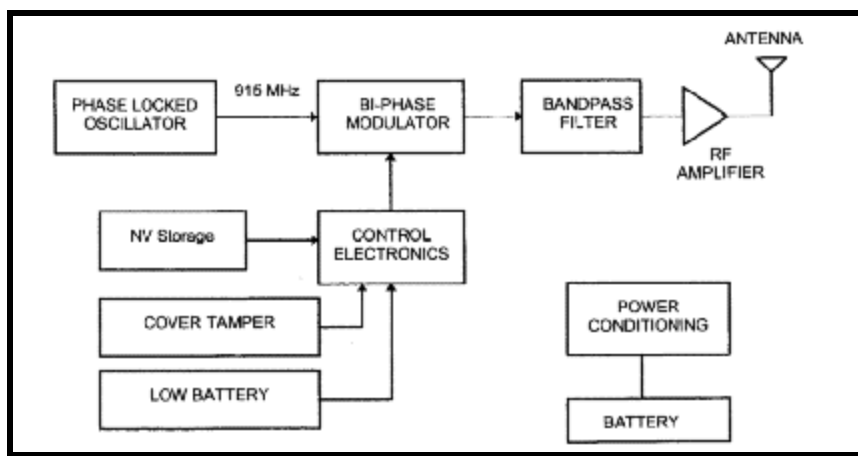 ANTENNA
915 MHz
PHASE LOCKED
OSCILLATOR
BI-PHASE
MODULATOR
BANDPASS
FILTER
RF
AMPLIFIER
NV Storage
CONTROL
ELECTRONICS
COVER TAMPER
LOW BATTERY
POWER
CONDITIONING
BATTERY